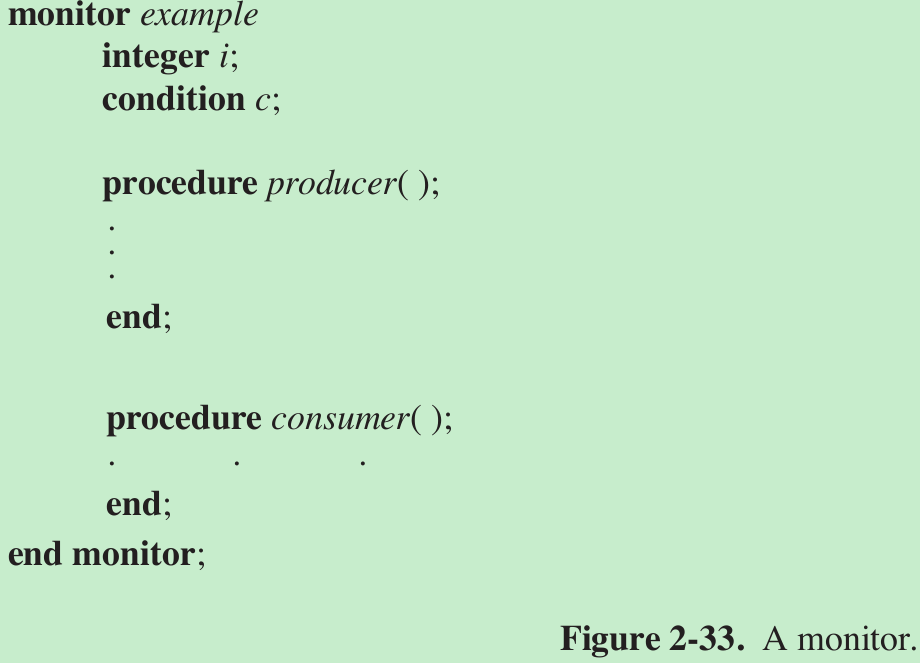 monitor example
integer i;
condition c;
procedure producer( );
.
.
.
end;
procedure consumer( );
. . .
end;
end monitor;
Figure 2-33. A monitor.